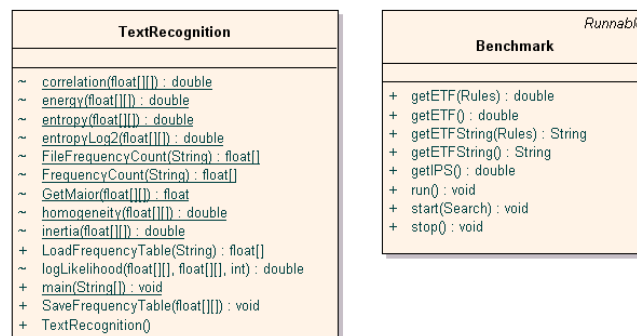 TextRecognition
~ correlation(float[][]) : double
~ energy(float[][]) : double
~ entropy(float[][]) : double
~ entropyLog2(float[][]) : double
~ FileFrequencyCount(String) : float[]
~ FrequencyCount(String) : float[]
~ GetMaior(float[][]) : float
~ homogeneity(float[][]) : double
~ inertia(float[][]) : double
+ LoadFrequencyTable(String) : float[]
~ logLikelihood(float[][], float[][], int) : double
+ main(String[]) : void
+ SaveFrequencyTable(float[][]) : void
+ TextRecognition()
Runnable
Benchmark
+ getETF(Rules) : double
+ getETF() : double
+ getETFString(Rules) : String
+ getETFString() : String
+ getIPS() : double
+ run() : void
+ start(Search) : void
+ stop() : void